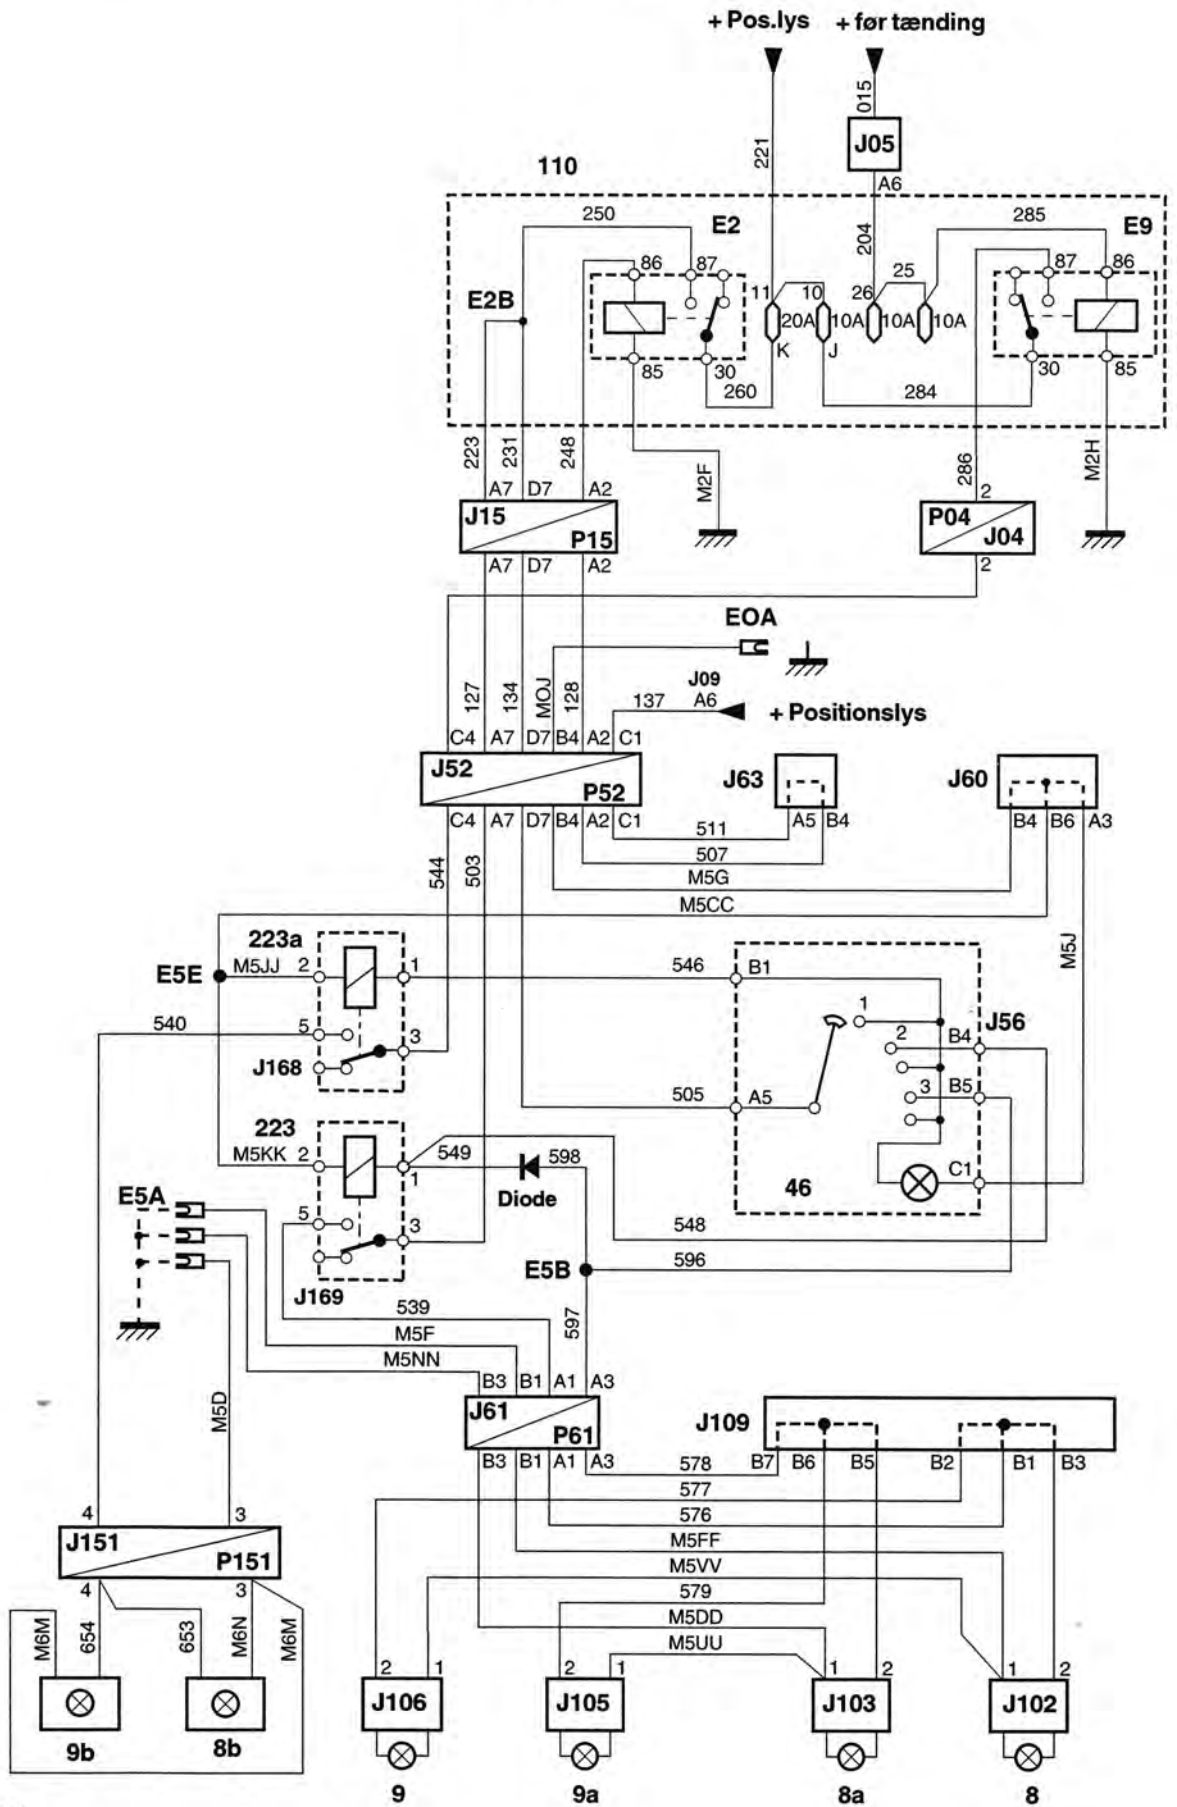 + Pos.lys + før tænding
015
221
J05
110
A6
250
E2
204
285
E9
86 87
25
87 86
E2B
11 10 26
20A 10A 10A 10A
K J
85 30
30 85
260
284
223 231 248
M2F
286
M2H
A7 D7 A2
2
J15
P15
P04
J04
A7 D7 A2
2
EOA
127 134 MOJ 128
J09
137 A6
+ Positionslys
C4 A7 D7 B4 A2 C1
J52
P52
J63
J60
C4 A7 D7 B4 A2 C1
A5 B4
B4 B6 A3
511
507
544 503
M5G
M5CC
223a
M5J
E5E M5JJ 2 1
546
B1
1
540
5
3
J168
2 B4
J56
505
A5
3 B5
223
M5KK 2
1
549
598
Diode
C1
46
E5A
5
3
548
E5B
596
J169
539
597
M5F
M5NN
B3 B1 A1 A3
M5D
J61
P61
J109
B3 B1 A1 A3
578
B7 B6 B5 B2 B1 B3
577
576
4 3
J151
P151
M5FF
M5VV
4 3
579
M6M 654 653 M6N M6M
M5DD
M5UU
2 1 2 1 1 2 1 2
J106 J105 J103 J102
9b 8b
9 9a 8a 8